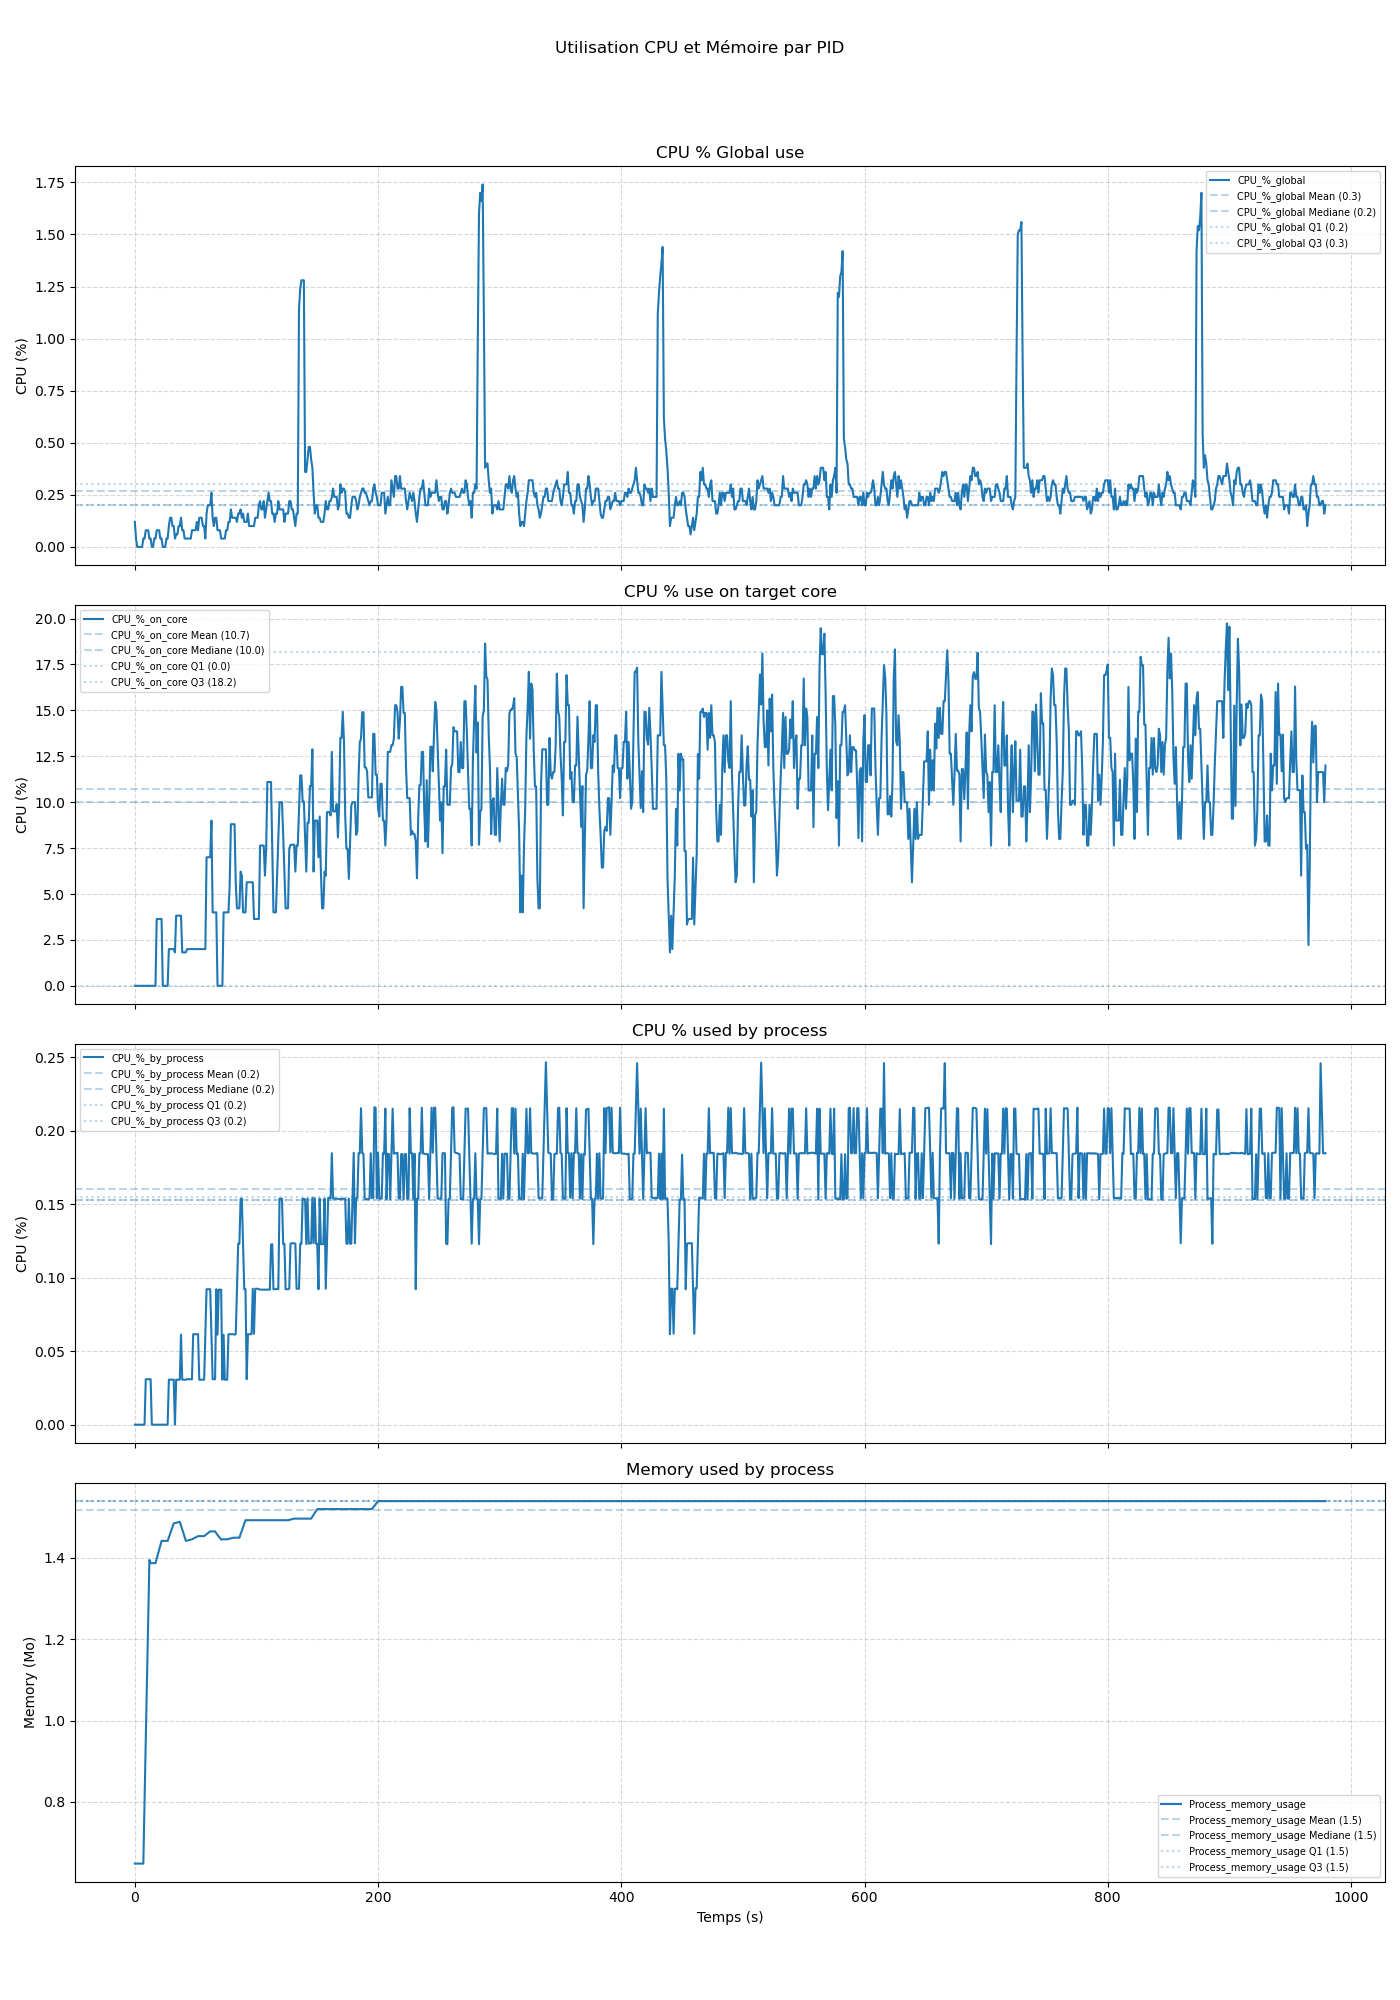 Utilisation CPU et Mémoire par PID
CPU % Global use
CPU (%)
1.75
1.50
1.25
1.00
0.75
0.50
0.25
0.00
CPU_%_global
CPU_%_global Mean (0.3)
CPU_%_global Mediane (0.2)
CPU_%_global Q1 (0.2)
CPU_%_global Q3 (0.3)
CPU % use on target core
CPU (%)
20.0
17.5
15.0
12.5
10.0
7.5
5.0
2.5
0.0
CPU_%_on_core
CPU_%_on_core Mean (10.7)
CPU_%_on_core Mediane (10.0)
CPU_%_on_core Q1 (0.0)
CPU_%_on_core Q3 (18.2)
CPU % used by process
CPU (%)
0.25
0.20
0.15
0.10
0.05
0.00
CPU_%_by_process
CPU_%_by_process Mean (0.2)
CPU_%_by_process Mediane (0.2)
CPU_%_by_process Q1 (0.2)
CPU_%_by_process Q3 (0.2)
Memory used by process
Memory (Mo)
1.4
1.2
1.0
0.8
Process_memory_usage
Process_memory_usage Mean (1.5)
Process_memory_usage Mediane (1.5)
Process_memory_usage Q1 (1.5)
Process_memory_usage Q3 (1.5)
0 200 400 600 800 1000
Temps (s)